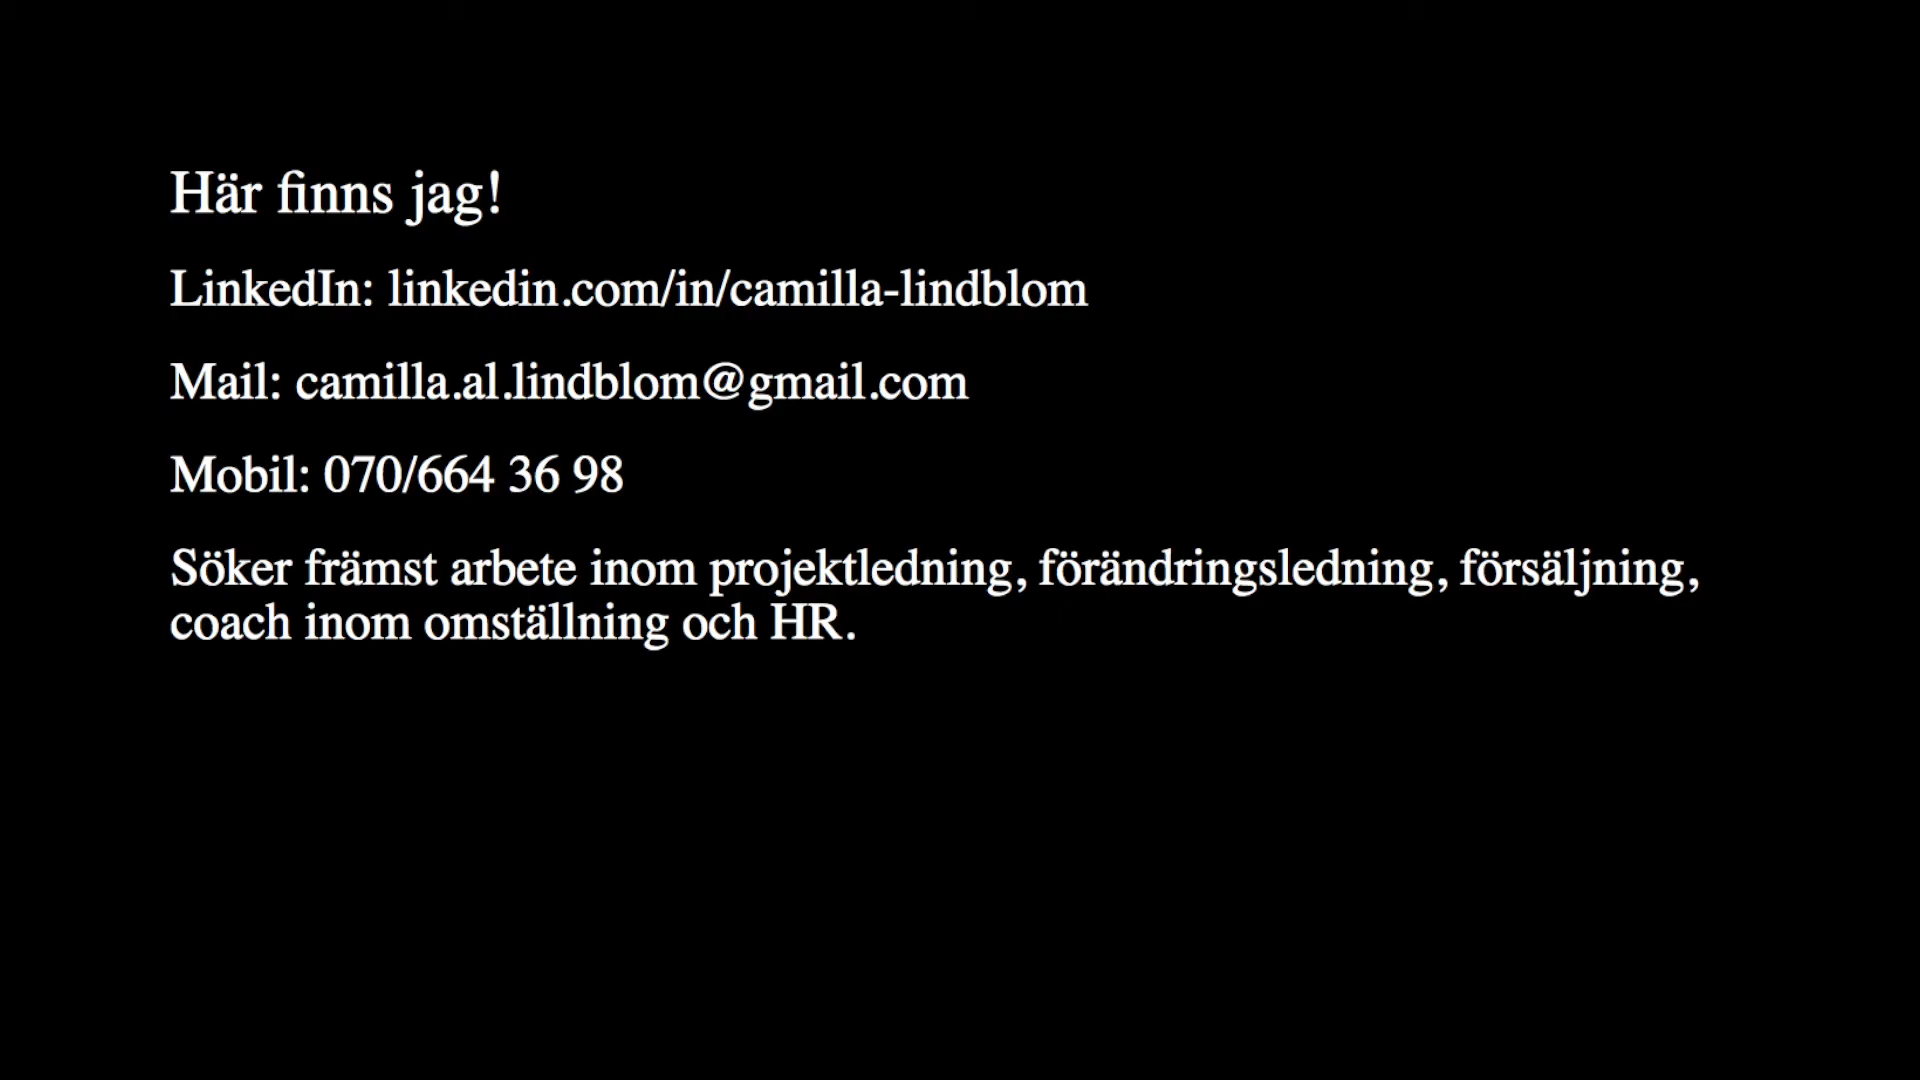 Här finns jag!
LinkedIn: linkedin.com/in/camilla-lindblom
Mail: camilla.al.lindblom@gmail.com
Mobil: 070/664 36 98
Söker främst arbete inom projektledning, förändringsledning, försäljning,
coach inom omställning och HR.